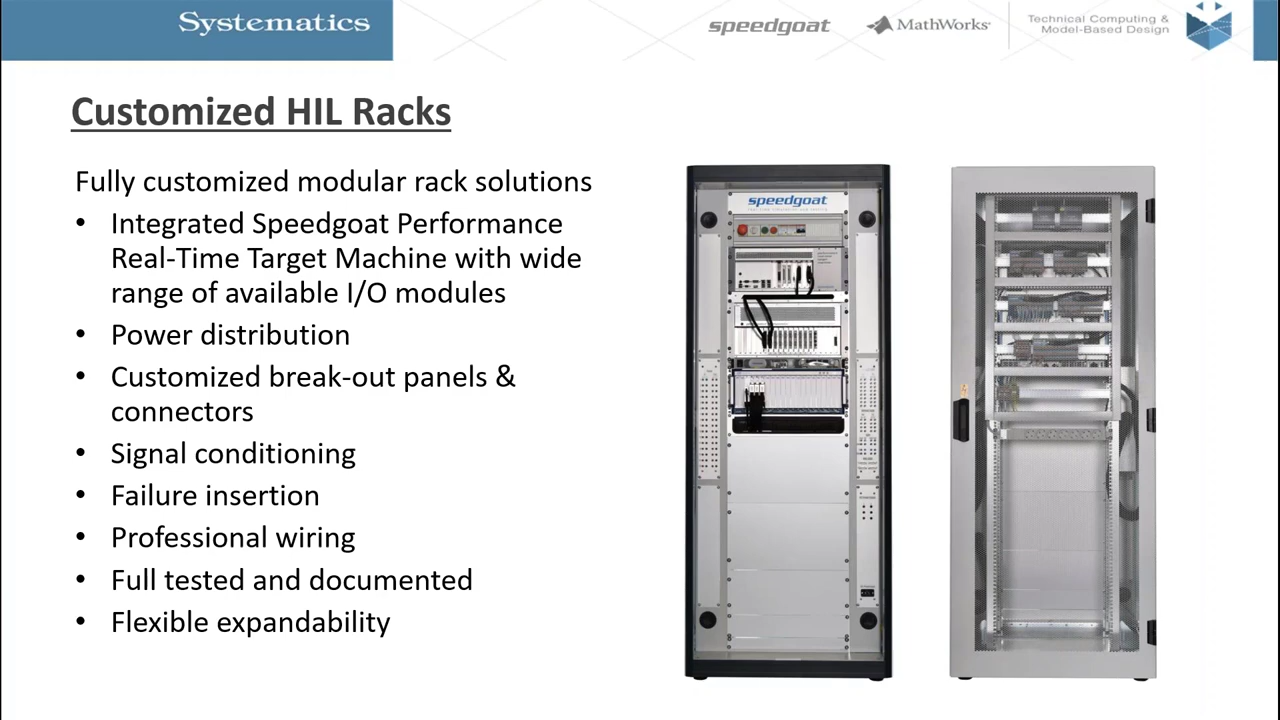 Systematics
speedgoat
MathWorks
Technical Computing &
Model-Based Design
Customized HIL Racks
Fully customized modular rack solutions
• Integrated Speedgoat Performance
Real-Time Target Machine with wide
range of available I/O modules
• Power distribution
• Customized break-out panels &
connectors
• Signal conditioning
• Failure insertion
• Professional wiring
• Full tested and documented
• Flexible expandability
speedgoat